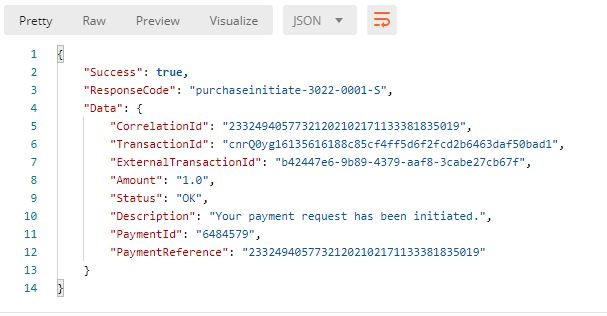 Pretty Raw Preview Visualize JSON
1 {
2 "Success": true,
3 "ResponseCode": "purchaseinitiate-3022-0001-S",
4 "Data": {
5 "CorrelationId": "23324940577321202102171133381835019",
6 "TransactionId": "cnrQ0yg16135616188c85cf4ff5d6f2fcd2b6463daf50bad1",
7 "ExternalTransactionId": "b42447e6-9b89-4379-aaf8-3cabe27cb67f",
8 "Amount": "1.0",
9 "Status": "OK",
10 "Description": "Your payment request has been initiated.",
11 "PaymentId": "6484579",
12 "PaymentReference": "23324940577321202102171133381835019"
13 }
14 }